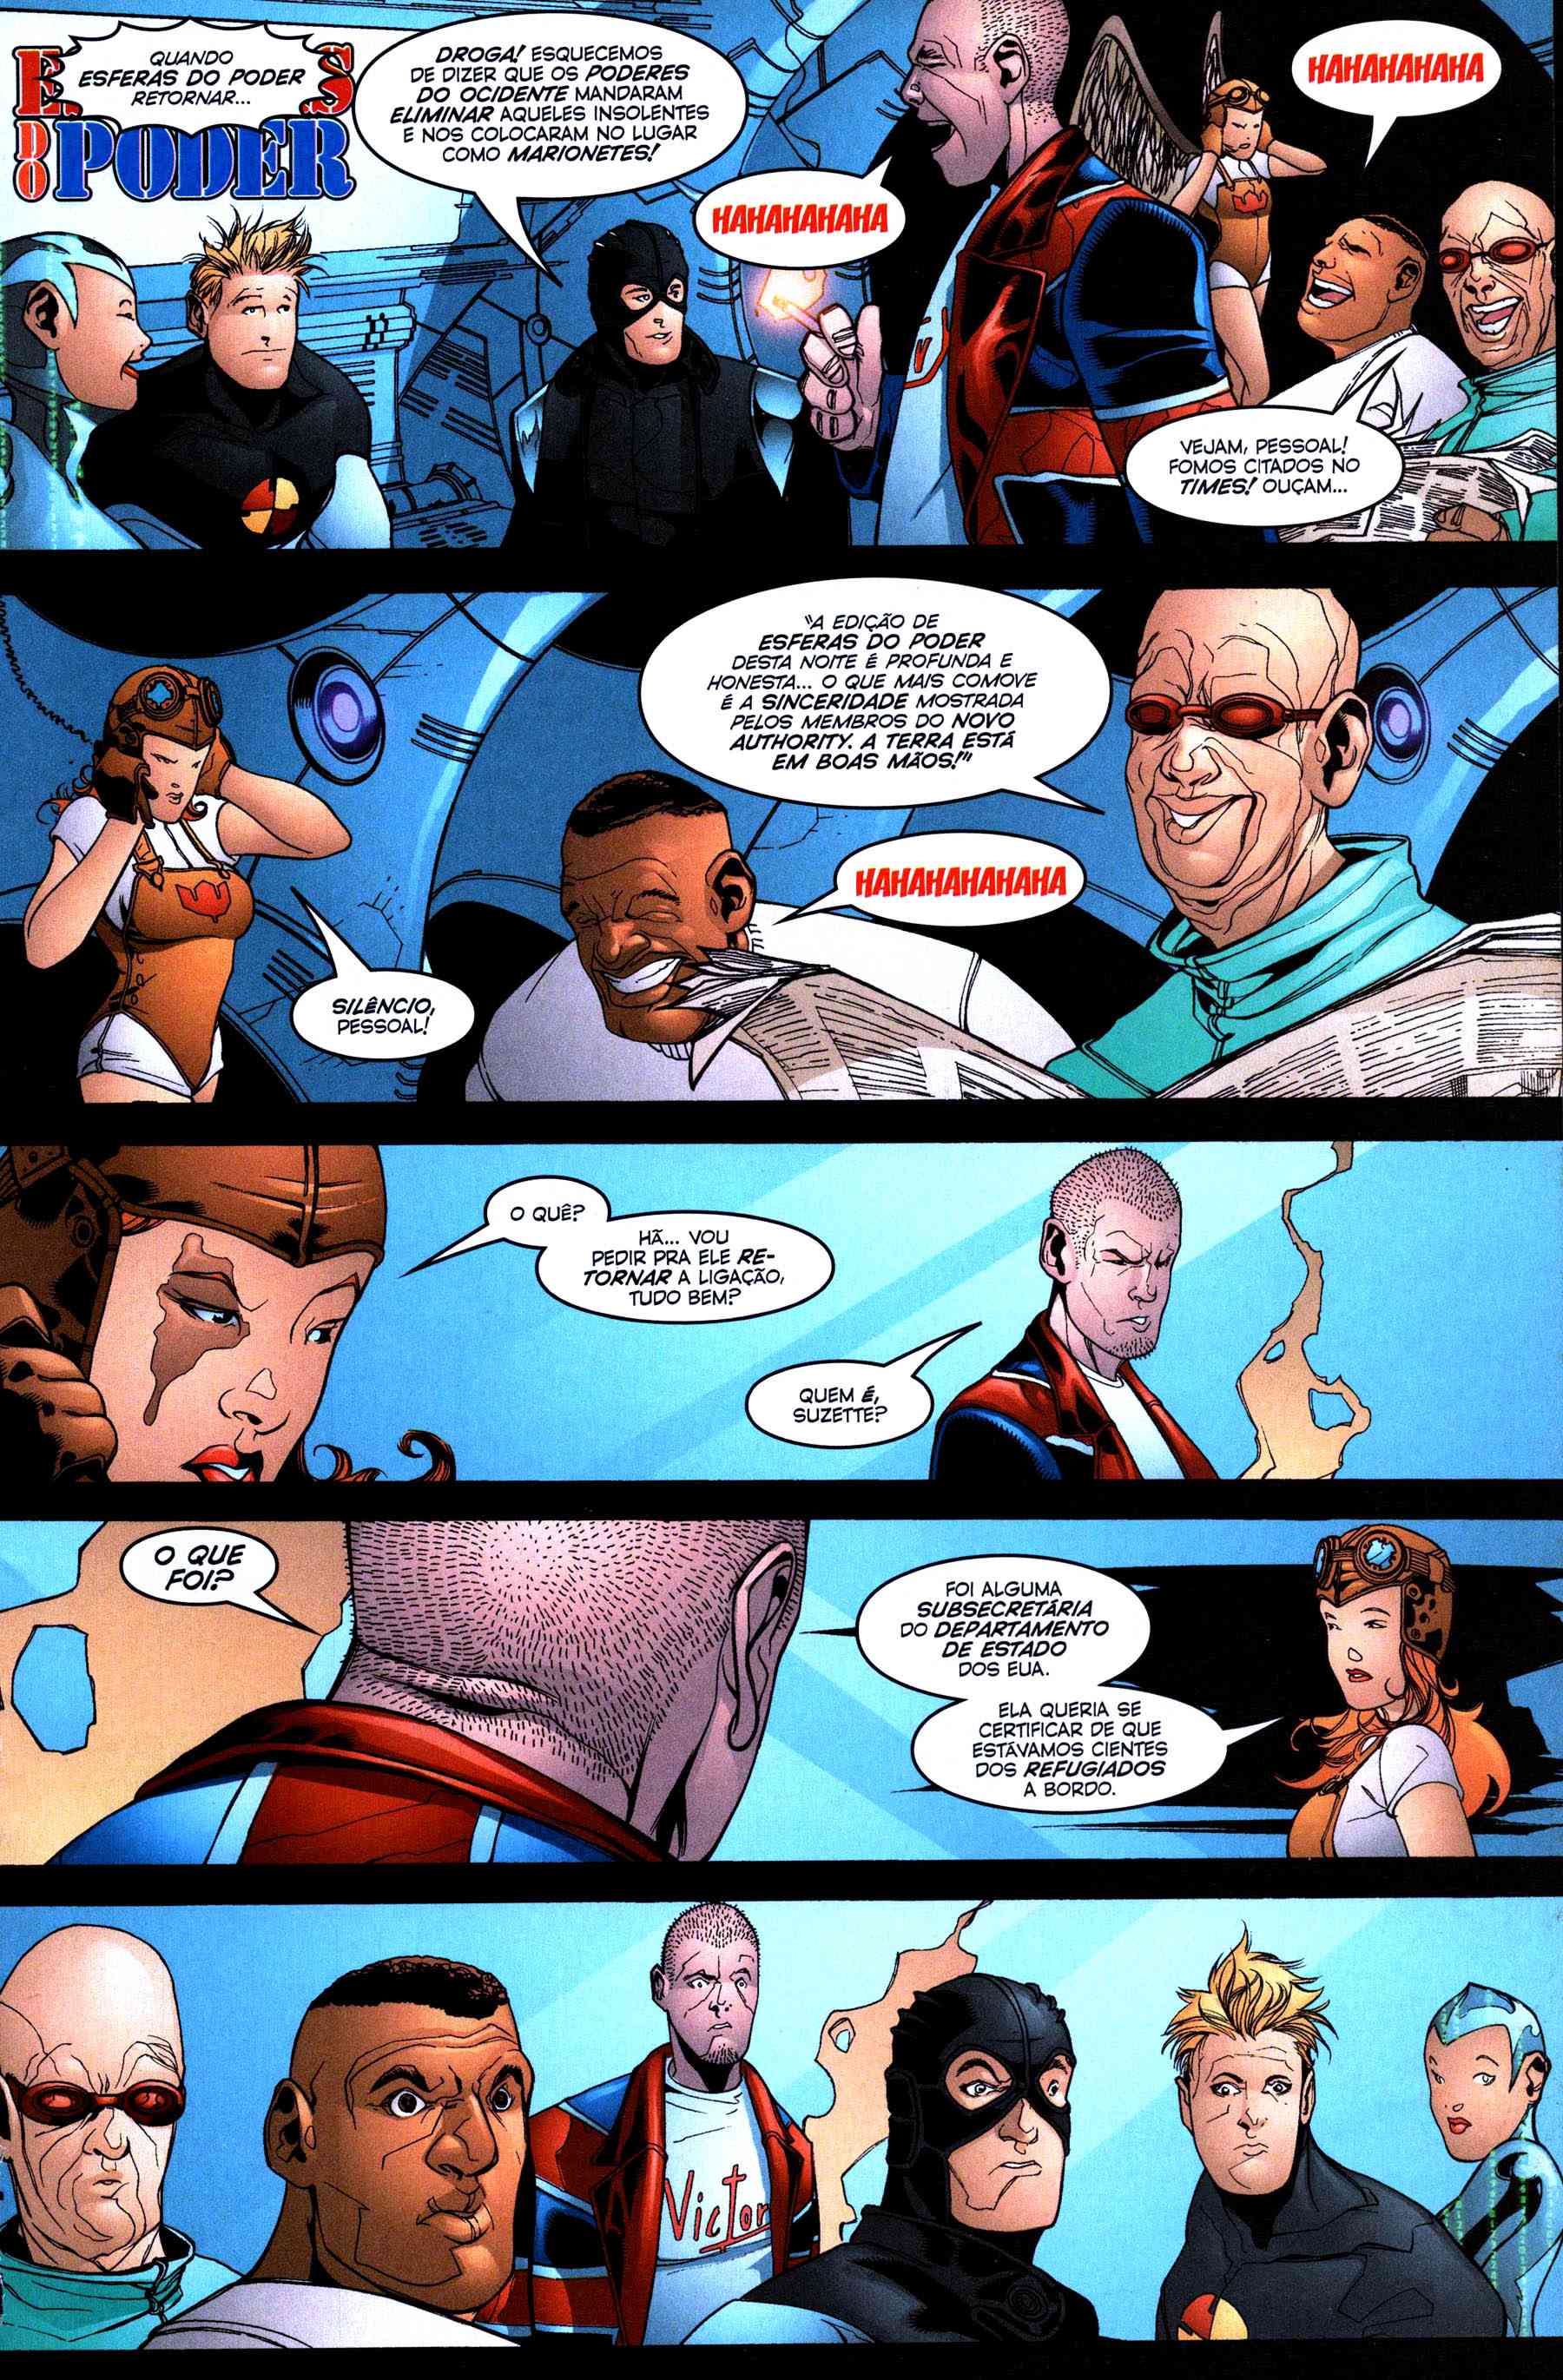 QUANDO
ESFERAS DO PODER
RETORNAR...
E S
DO PODER
DROGA! ESQUECEMOS
DE DIZER QUE OS PODERES
DO OCIDENTE MANDARAM
ELIMINAR AQUELES INSOLENTES
E NOS COLOCARAM NO LUGAR
COMO MARIONETES!
HAHAHAHAHA
HAHAHAHAHA
VEJAM, PESSOAL!
FOMOS CITADOS NO
TIMES! OUÇAM...
"A EDIÇÃO DE
ESFERAS DO PODER
DESTA NOITE É PROFUNDA E
HONESTA... O QUE MAIS COMOVE
É A SINCERIDADE MOSTRADA
PELOS MEMBROS DO NOVO
AUTHORITY. A TERRA ESTÁ
EM BOAS MÃOS!"
HAHAHAHAHAHA
SILÊNCIO,
PESSOAL!
O QUÊ?
HÃ... VOU
PEDIR PRA ELE RE-
TORNAR A LIGAÇÃO,
TUDO BEM?
QUEM É,
SUZETTE?
O QUE
FOI?
FOI ALGUMA
SUBSECRETÁRIA
DO DEPARTAMENTO
DE ESTADO
DOS EUA.
ELA QUERIA SE
CERTIFICAR DE QUE
ESTÁVAMOS CIENTES
DOS REFUGIADOS
A BORDO.
Victor